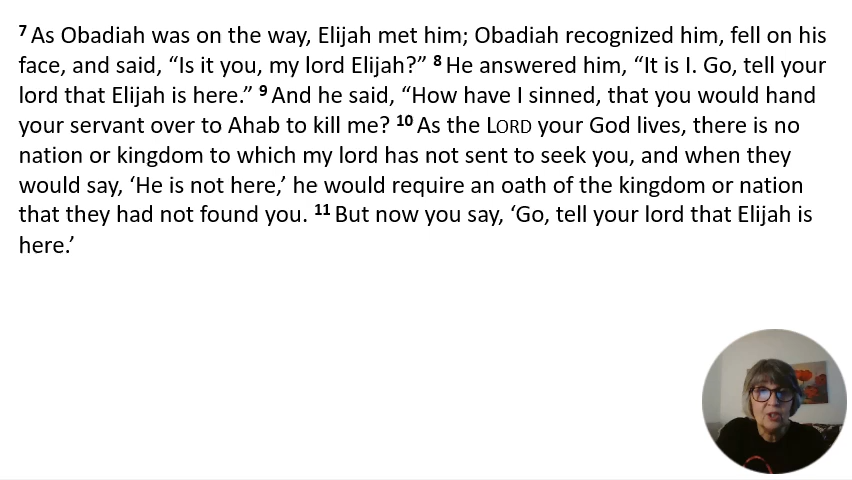 7 As Obadiah was on the way, Elijah met him; Obadiah recognized him, fell on his
face, and said, “Is it you, my lord Elijah?” 8 He answered him, “It is I. Go, tell your
lord that Elijah is here.” 9 And he said, “How have I sinned, that you would hand
your servant over to Ahab to kill me? 10 As the LORD your God lives, there is no
nation or kingdom to which my lord has not sent to seek you, and when they
would say, ‘He is not here,’ he would require an oath of the kingdom or nation
that they had not found you. 11 But now you say, ‘Go, tell your lord that Elijah is
here.’